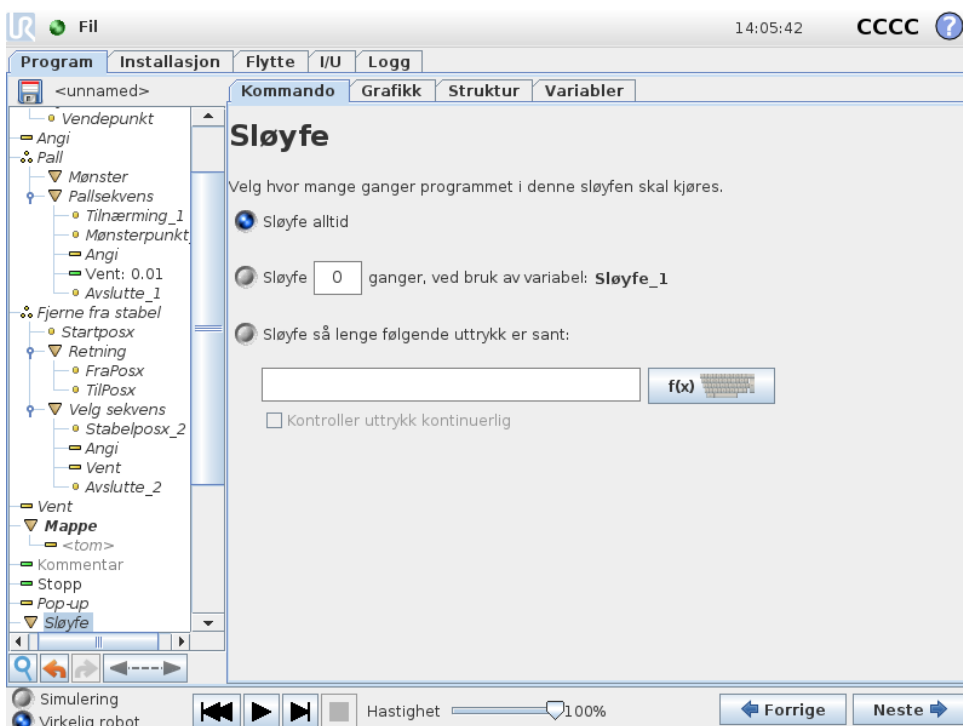 Fil 14:05:42 CCCC ?
Program Installasjon Flytte I/U Logg
<unnamed> Kommando Grafikk Struktur Variabler
Vendepunkt
Angi
Pall
Mønster
Pallsekvens
Tilnærming_1
Mønsterpunkt_
Angi
Vent: 0.01
Avslutte_1
Fjerne fra stabel
Startposx
Retning
FraPosx
TilPosx
Velg sekvens
Stabelposx_2
Angi
Vent
Avslutte_2
Vent
Mappe
<tom>
Kommentar
Stopp
Pop-up
Sløyfe
Sløyfe
Velg hvor mange ganger programmet i denne sløyfen skal kjøres.
Sløyfe alltid
Sløyfe 0 ganger, ved bruk av variabel: Sløyfe_1
Sløyfe så lenge følgende uttrykk er sant:
f(x)
Kontroller uttrykk kontinuerlig
Simulering
Virkelig robot
Hastighet 100%
Forrige Neste